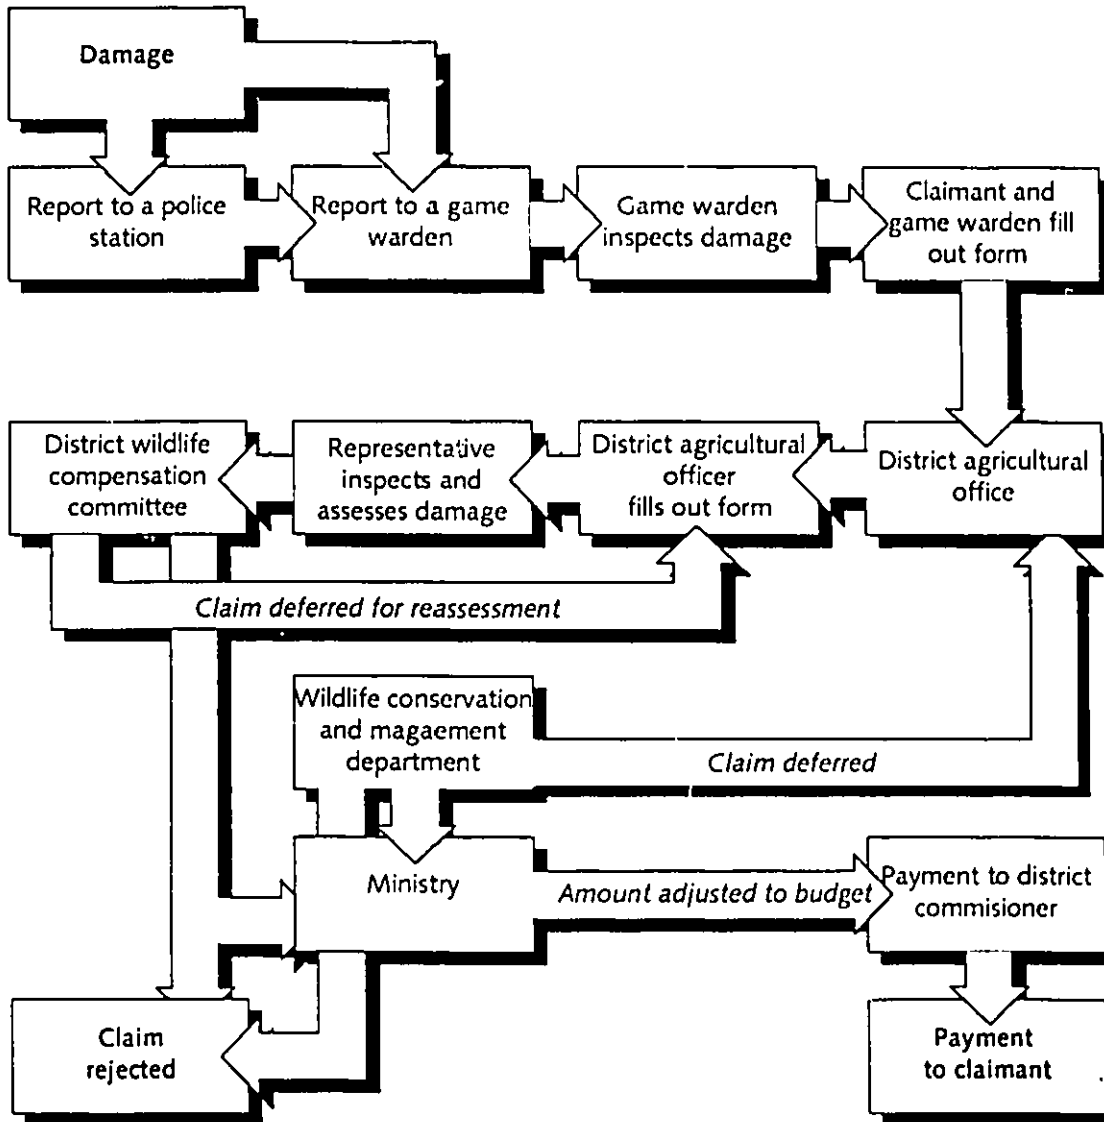 Damage
Report to a police
station
Report to a game
warden
Game warden
inspects damage
Claimant and
game warden fill
out form
District wildlife
compensation
committee
Representative
inspects and
assesses damage
District agricultural
officer
fills out form
District agricultural
office
Claim deferred for reassessment
Wildlife conservation
and magaement
department
Claim deferred
Ministry
Amount adjusted to budget
Payment to district
commisioner
Claim
rejected
Payment
to claimant